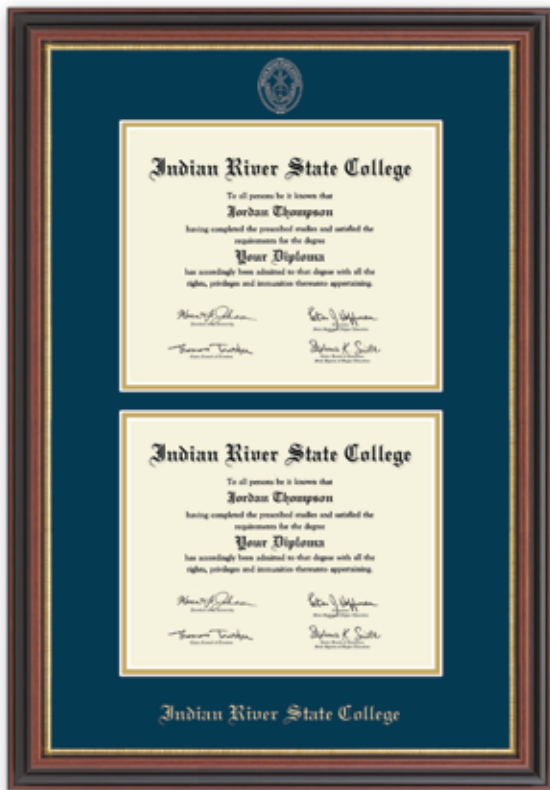 Indian River State College
To all persons be it known that
Jordan Thompson
having completed the prescribed studies and satisfied the
requirements for the degree
Your Diploma
has accordingly been admitted to that degree with all the
rights, privileges and immunities thereunto appertaining.
Indian River State College
To all persons be it known that
Jordan Thompson
having completed the prescribed studies and satisfied the
requirements for the degree
Your Diploma
has accordingly been admitted to that degree with all the
rights, privileges and immunities thereunto appertaining.
Indian River State College